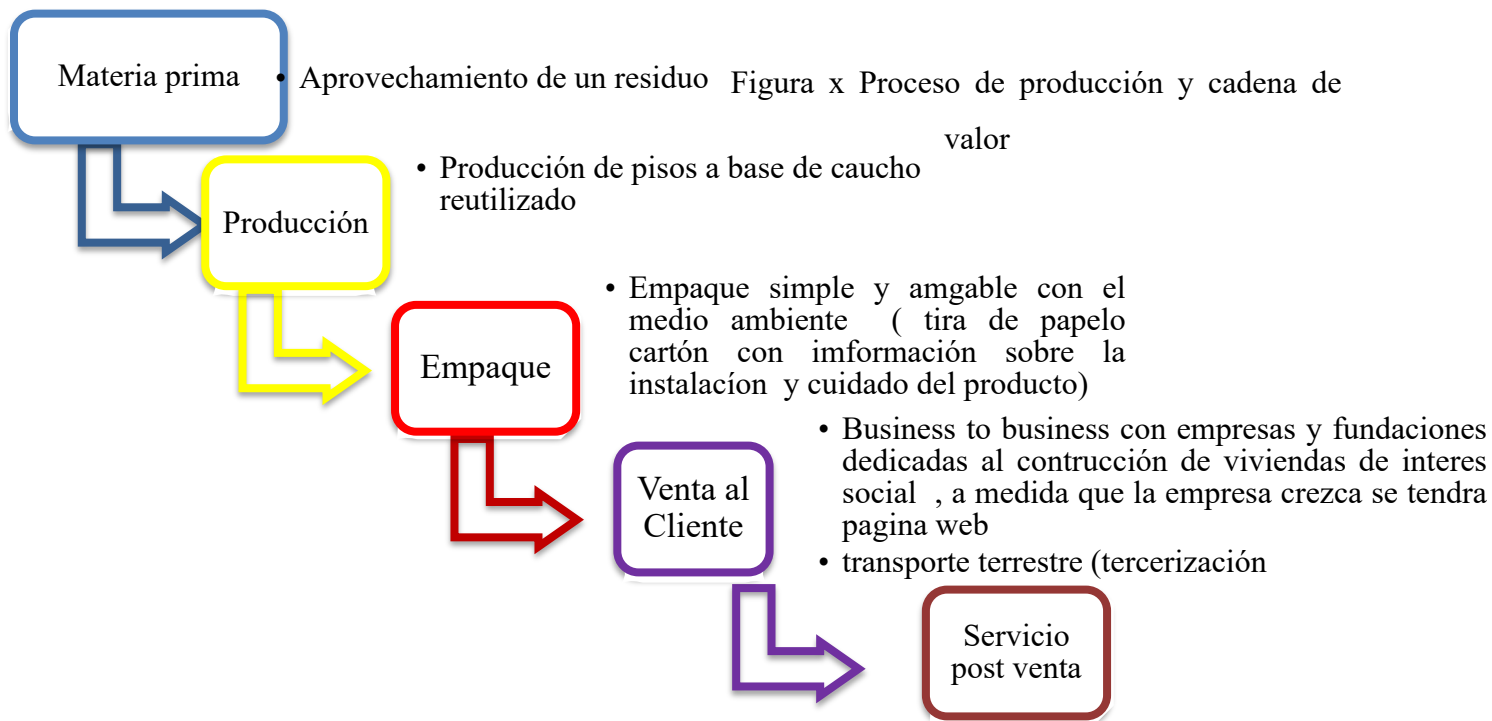 Materia prima
• Aprovechamiento de un residuo
Figura x Proceso de producción y cadena de
valor
Producción
• Producción de pisos a base de caucho
reutilizado
Empaque
• Empaque simple y amgable con el
medio ambiente ( tira de papelo
cartón con imformación sobre la
instalacíon y cuidado del producto)
Venta al
Cliente
• Business to business con empresas y fundaciones
dedicadas al contrucción de viviendas de interes
social , a medida que la empresa crezca se tendra
pagina web
• transporte terrestre (tercerización
Servicio
post venta